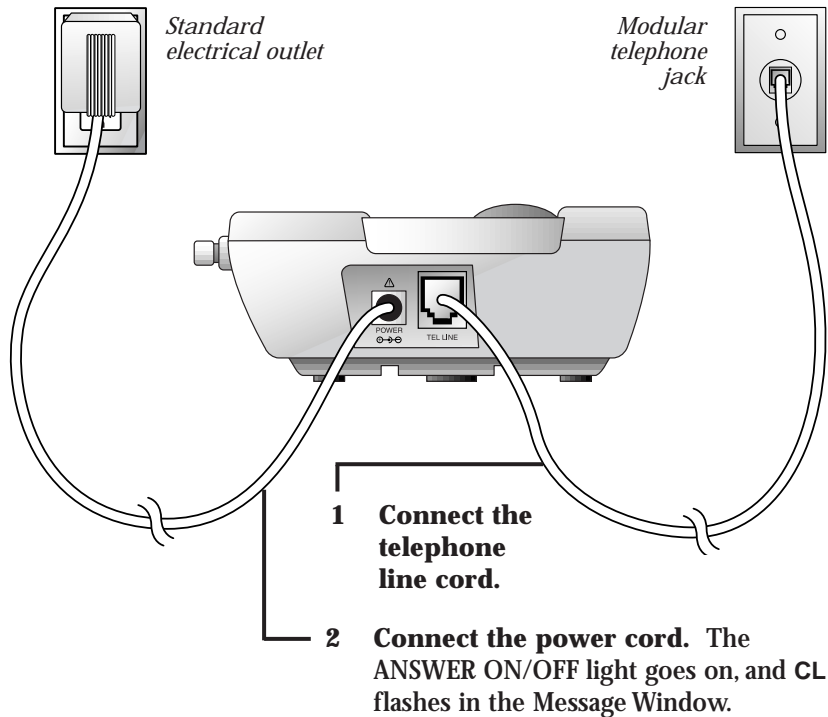 Standard
electrical outlet
Modular
telephone
jack
POWER
TEL LINE
1 Connect the
telephone
line cord.
2 Connect the power cord. The
ANSWER ON/OFF light goes on, and CL
flashes in the Message Window.